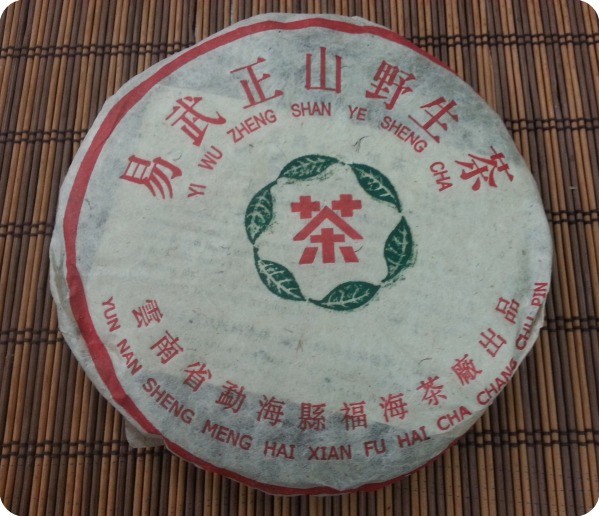 易武正山野生茶
YI WU ZHENG SHAN YE SHENG CHA
茶
雲南省勐海縣福海茶廠出品
YUN NAN SHENG MENG HAI XIAN FU HAI CHA CHANG CHU PIN